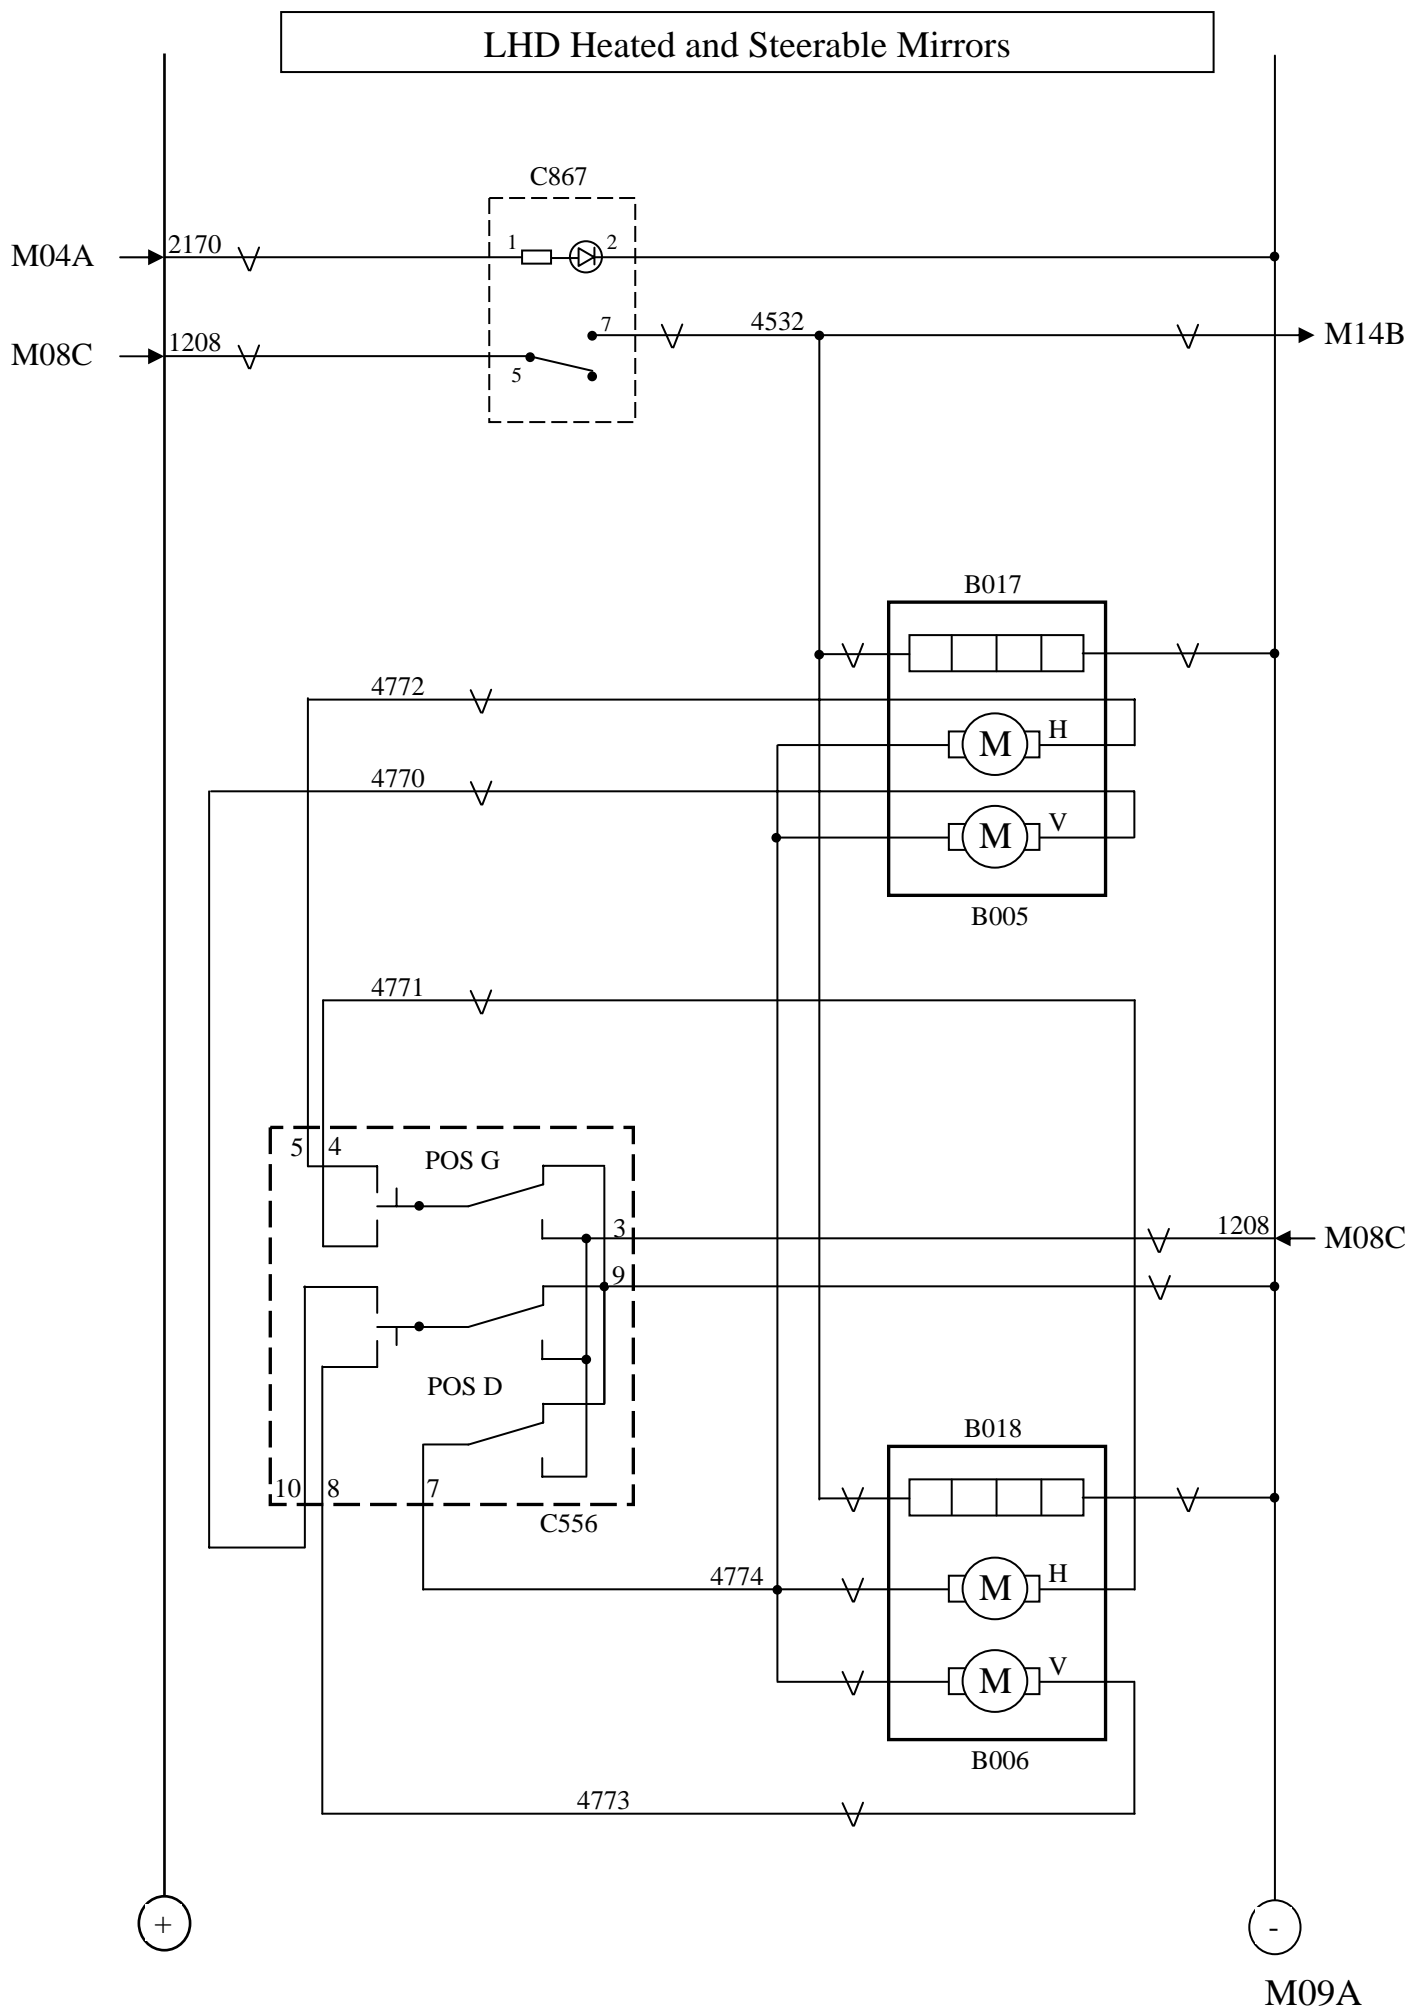 LHD Heated and Steerable Mirrors
C867
M04A 2170 1 2
7 4532 M14B
M08C 1208 5
B017
4772
M H
4770
M V
B005
4771
5 4
POS G
3 1208 M08C
9
POS D
B018
10 8 7
C556
4774 M H
M V
B006
4773
+ -
M09A